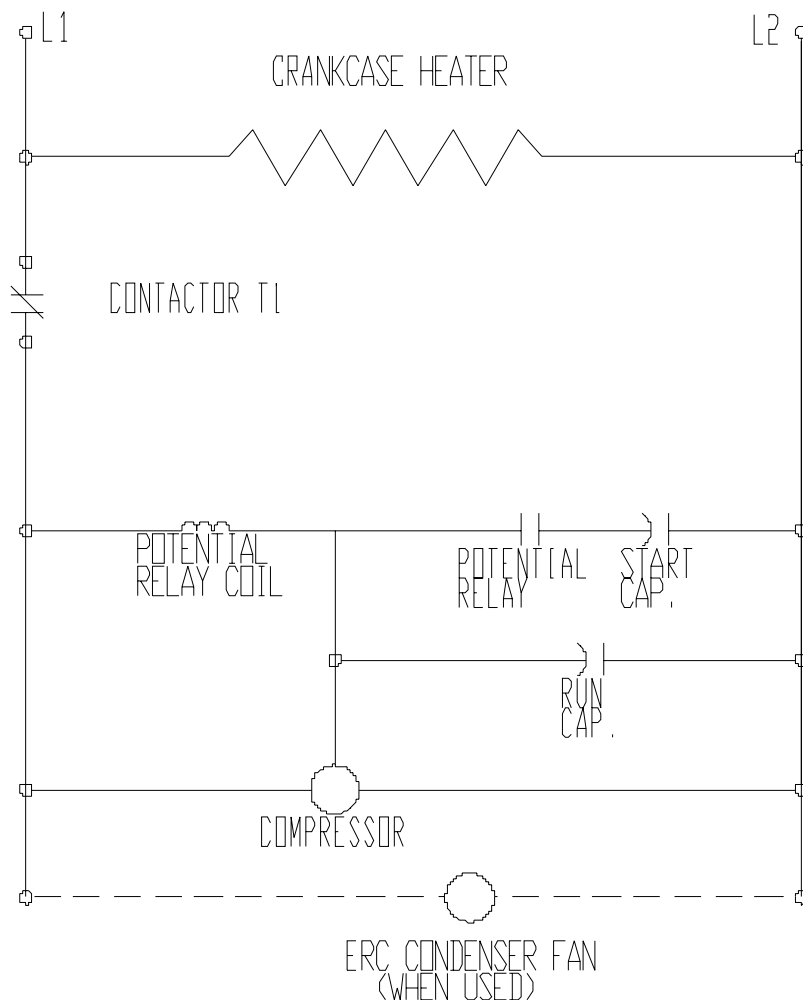 L1
L2
CRANKCASE HEATER
CONTACTOR T1
POTENTIAL
RELAY COIL
POTENTIAL
RELAY
START
CAP.
RUN
CAP.
COMPRESSOR
ERC CONDENSER FAN
(WHEN USED)